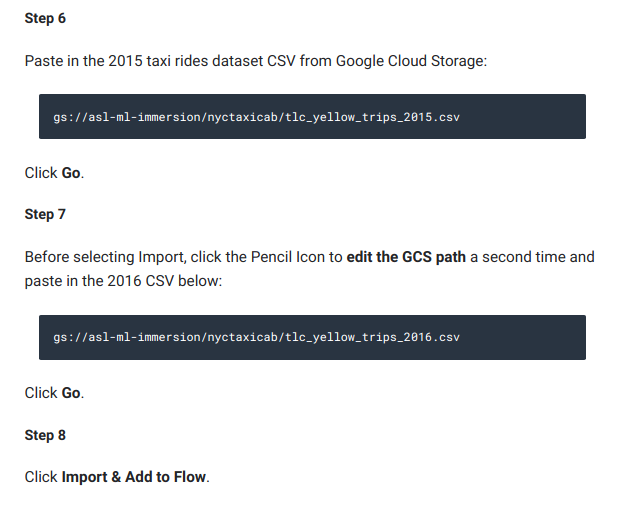 Step 6
Paste in the 2015 taxi rides dataset CSV from Google Cloud Storage:
gs://asl-ml-immersion/nyctaxicab/tlc_yellow_trips_2015.csv
Click Go.
Step 7
Before selecting Import, click the Pencil Icon to edit the GCS path a second time and
paste in the 2016 CSV below:
gs://asl-ml-immersion/nyctaxicab/tlc_yellow_trips_2016.csv
Click Go.
Step 8
Click Import & Add to Flow.